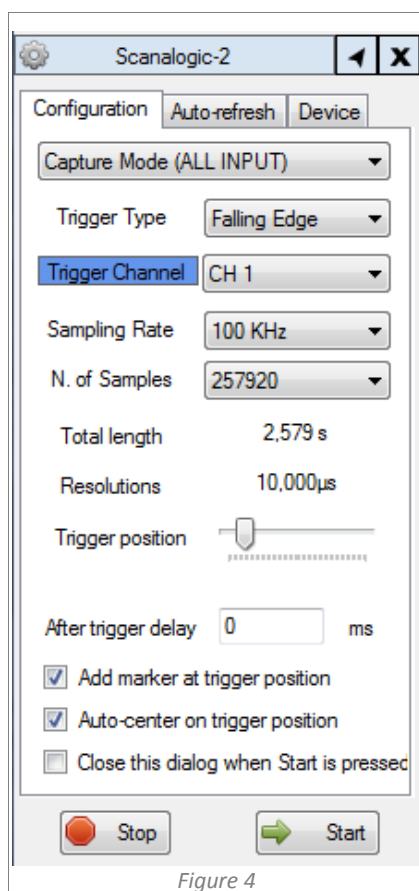 Scanalogic-2
X
Configuration Auto-refresh Device
Capture Mode (ALL INPUT)
Trigger Type Falling Edge
Trigger Channel CH 1
Sampling Rate 100 KHz
N. of Samples 257920
Total length 2,579 s
Resolutions 10,000µs
Trigger position
After trigger delay 0 ms
Add marker at trigger position
Auto-center on trigger position
Close this dialog when Start is pressed
Stop Start
Figure 4